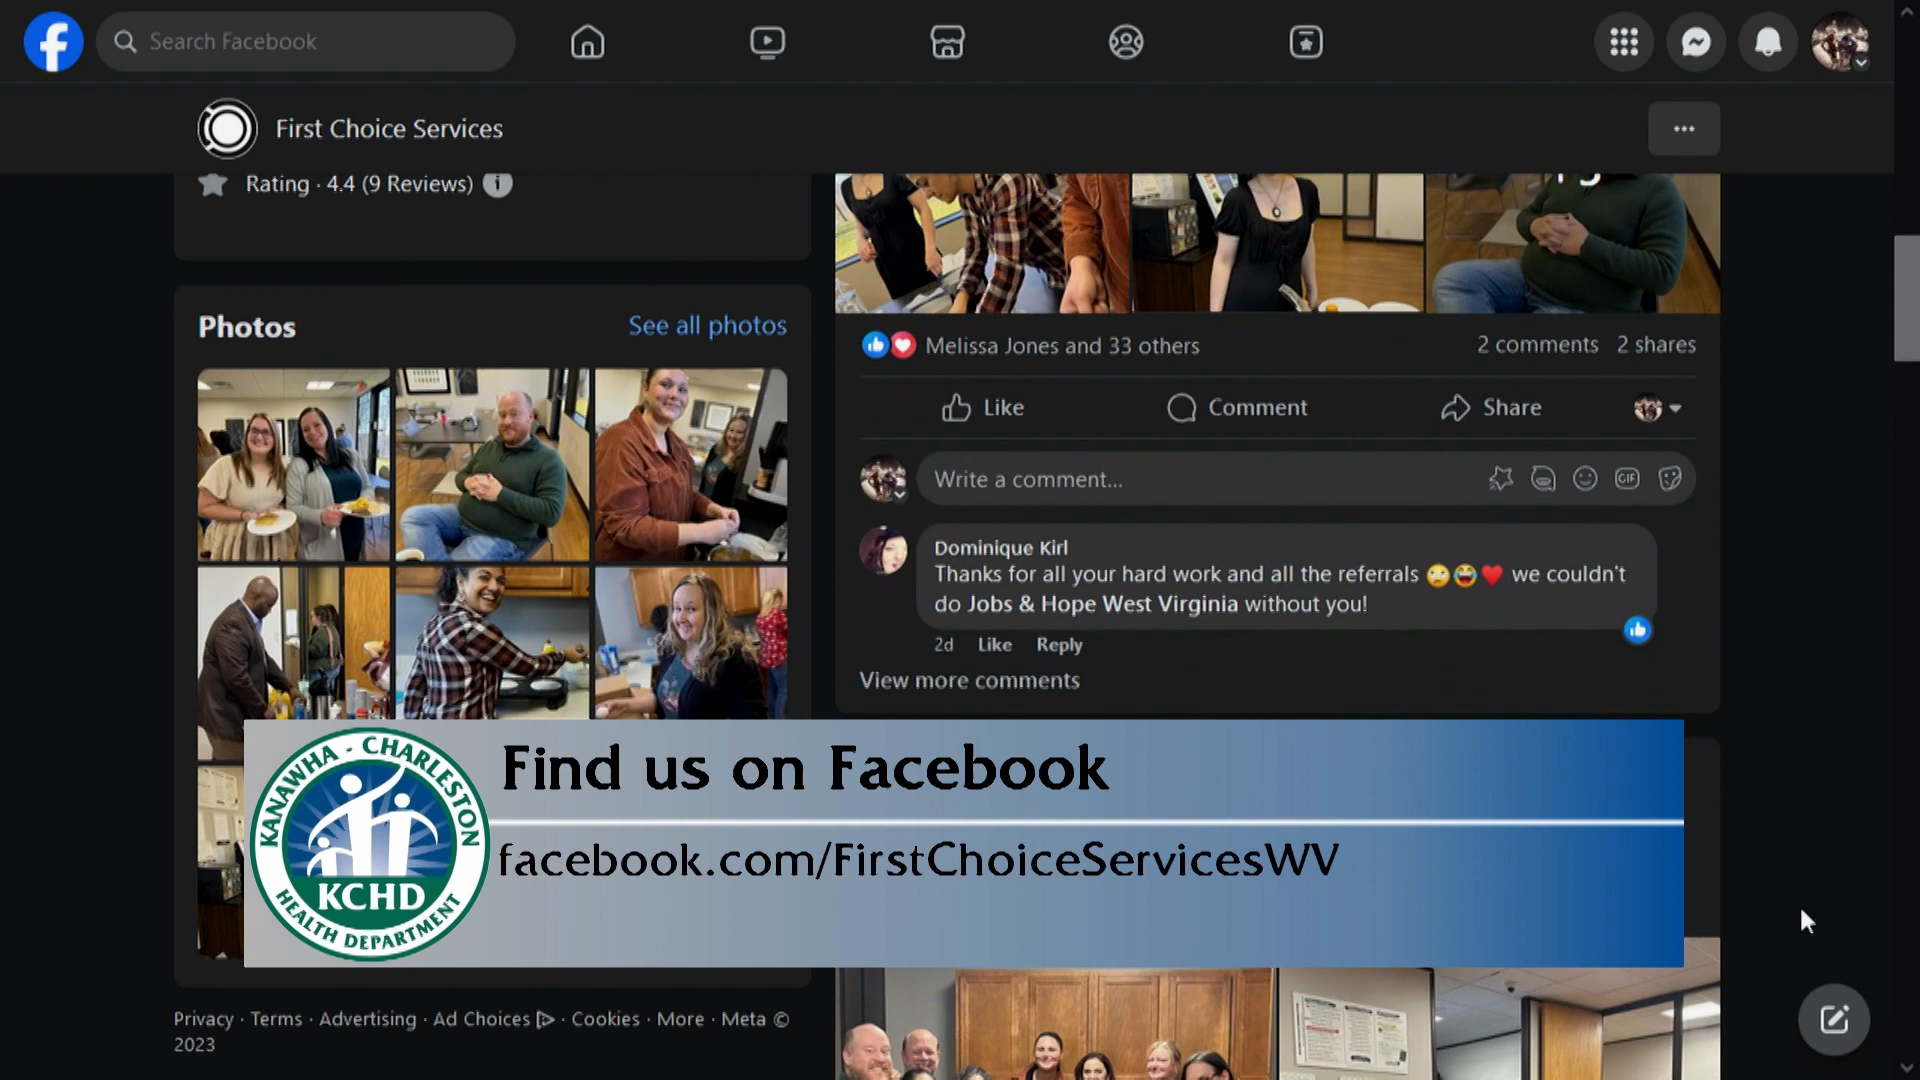 Search Facebook
First Choice Services
Rating · 4.4 (9 Reviews)
Photos
See all photos
Melissa Jones and 33 others
2 comments 2 shares
Like
Comment
Share
Write a comment...
GIF
Dominique Kirl
Thanks for all your hard work and all the referrals 🙄😂❤️ we couldn't
do Jobs & Hope West Virginia without you!
2d Like Reply
View more comments
KANAWHA - CHARLESTON
KCHD
HEALTH DEPARTMENT
Find us on Facebook
facebook.com/FirstChoiceServicesWV
Privacy · Terms · Advertising · Ad Choices · Cookies · More · Meta ©
2023